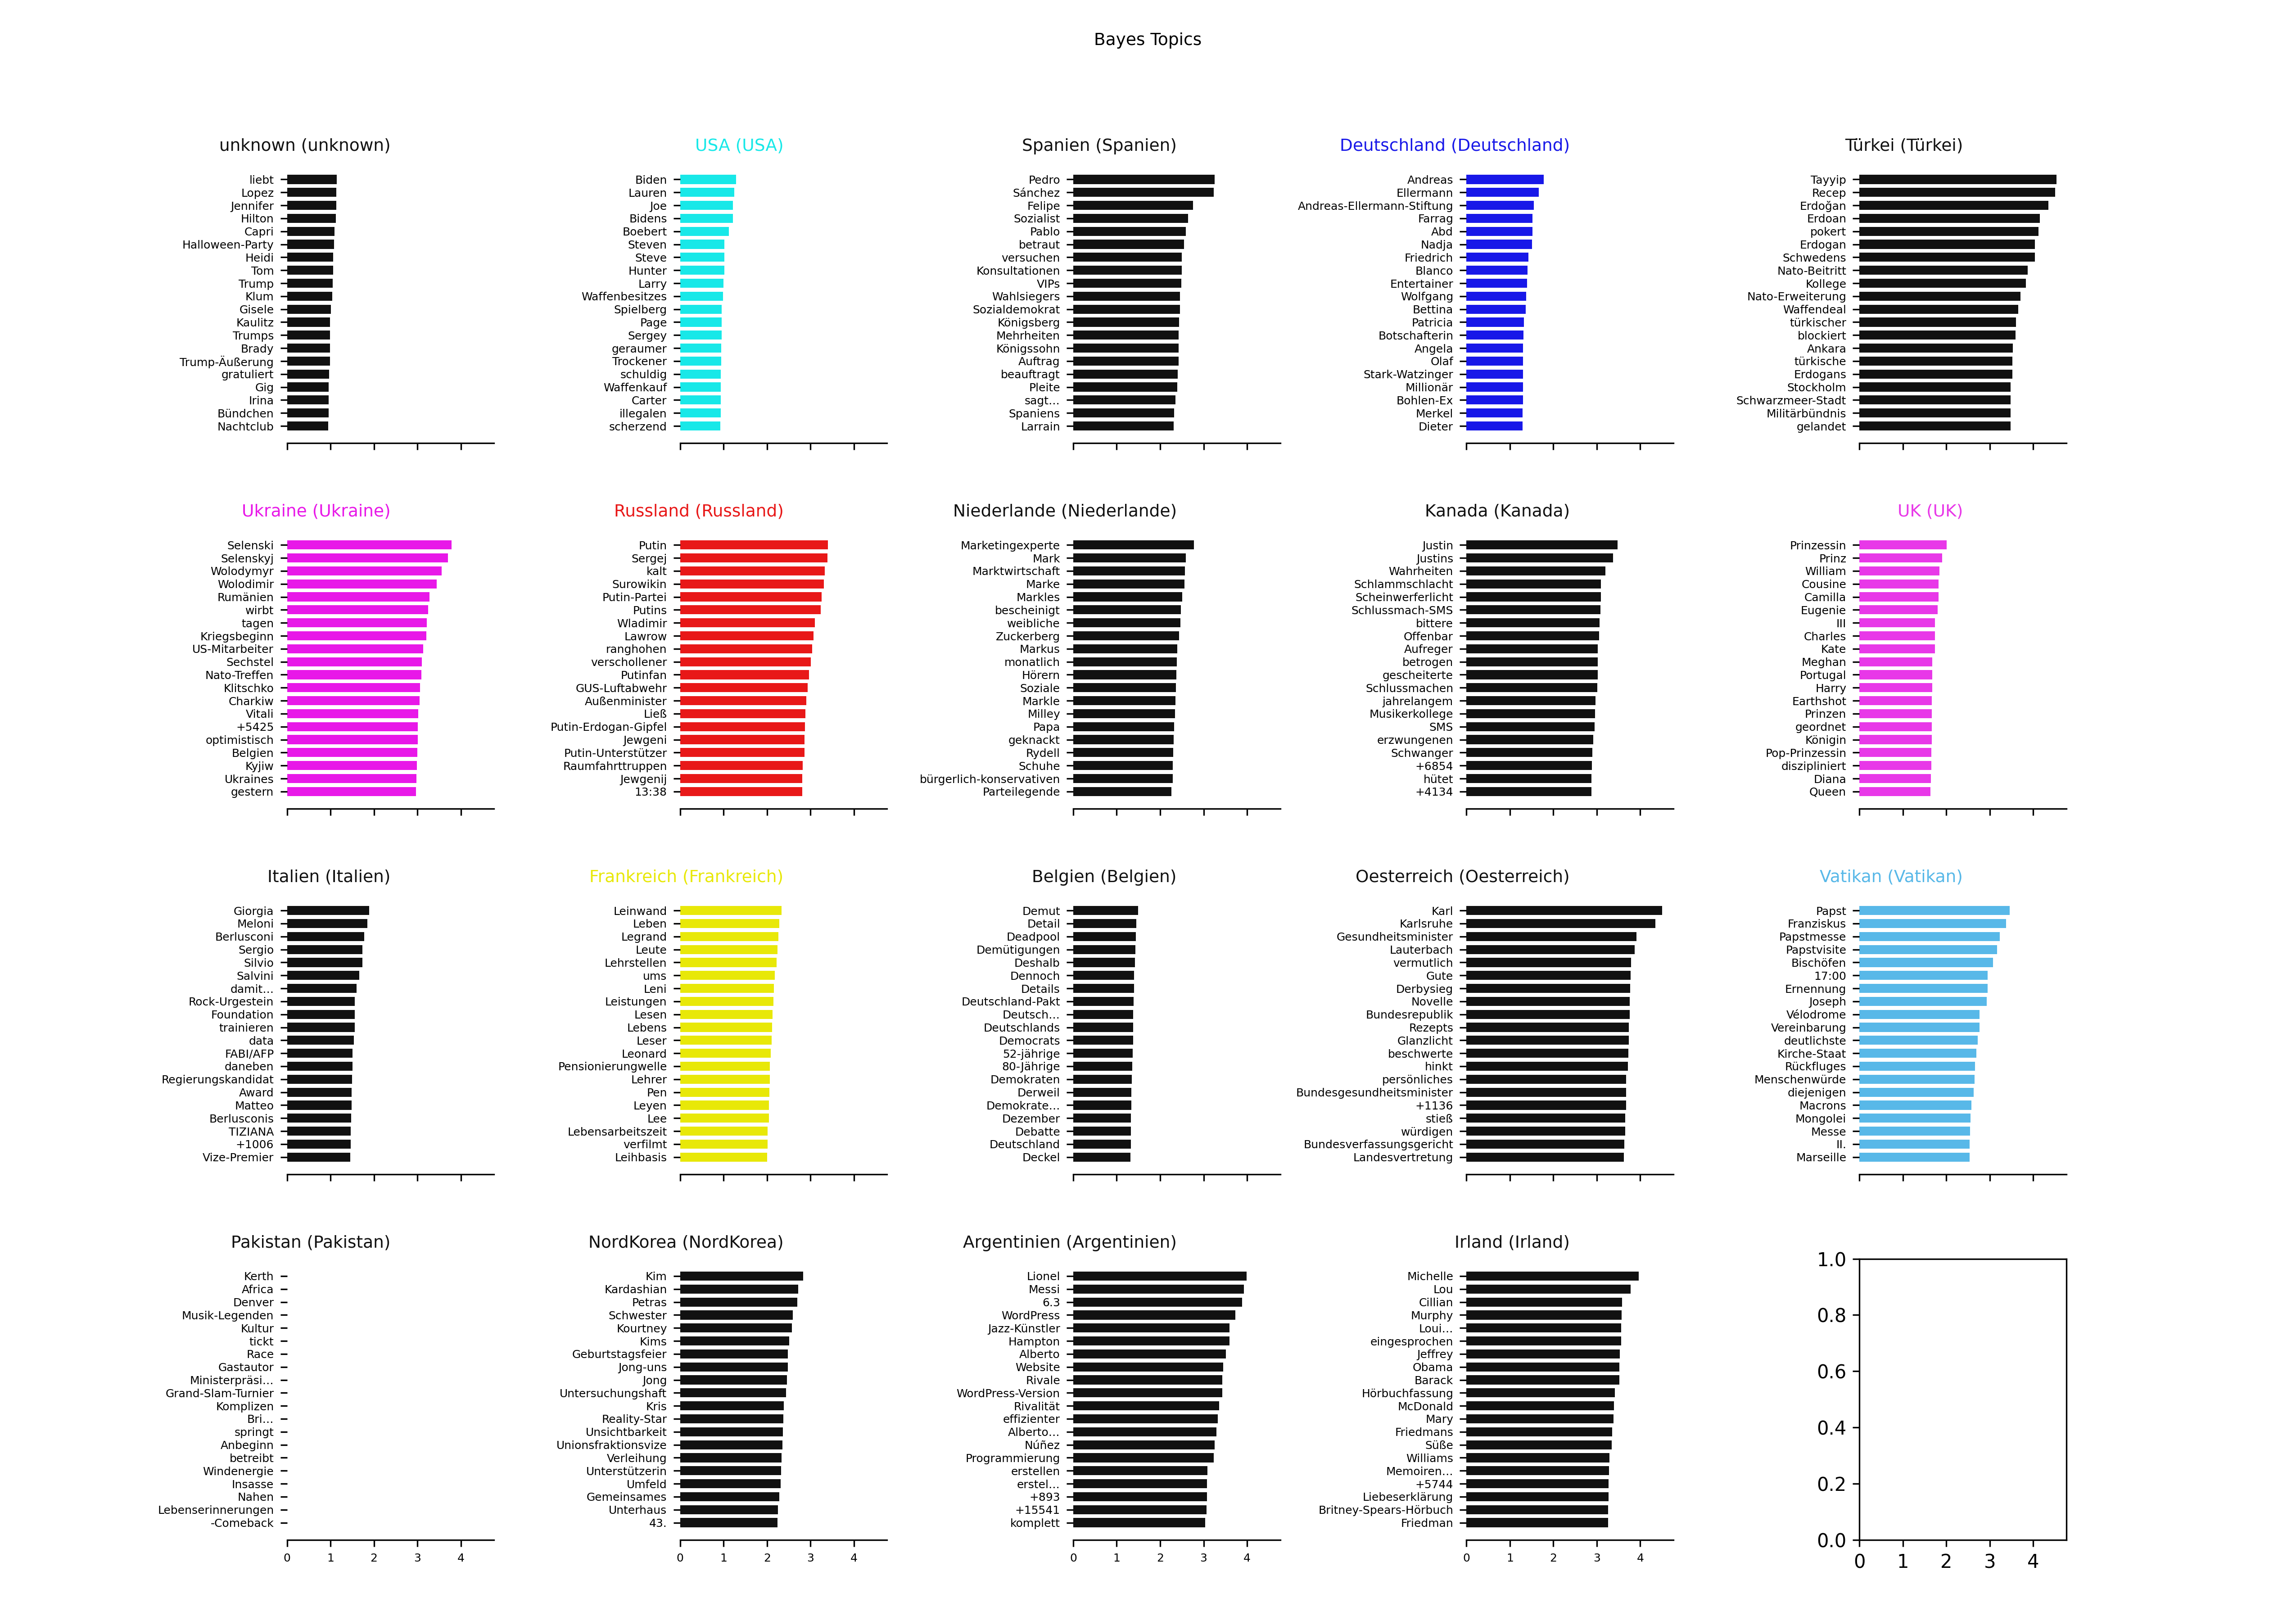 Bayes Topics
unknown (unknown)
liebt
Lopez
Jennifer
Hilton
Capri
Halloween-Party
Heidi
Tom
Trump
Klum
Gisele
Kaulitz
Trumps
Brady
Trump-Äußerung
gratuliert
Gig
Irina
Bündchen
Nachtclub
USA (USA)
Biden
Lauren
Joe
Bidens
Boebert
Steven
Steve
Hunter
Larry
Waffenbesitzes
Spielberg
Page
Sergey
geraumer
Trockener
schuldig
Waffenkauf
Carter
illegalen
scherzend
Spanien (Spanien)
Pedro
Sánchez
Felipe
Sozialist
Pablo
betraut
versuchen
Konsultationen
VIPs
Wahlsiegers
Sozialdemokrat
Königsberg
Mehrheiten
Königssohn
Auftrag
beauftragt
Pleite
sagt...
Spaniens
Larrain
Deutschland (Deutschland)
Andreas
Ellermann
Andreas-Ellermann-Stiftung
Farrag
Abd
Nadja
Friedrich
Blanco
Entertainer
Wolfgang
Bettina
Patricia
Botschafterin
Angela
Olaf
Stark-Watzinger
Millionär
Bohlen-Ex
Merkel
Dieter
Türkei (Türkei)
Tayyip
Recep
Erdoğan
Erdoan
pokert
Erdogan
Schwedens
Nato-Beitritt
Kollege
Nato-Erweiterung
Waffendeal
türkischer
blockiert
Ankara
türkische
Erdogans
Stockholm
Schwarzmeer-Stadt
Militärbündnis
gelandet
Ukraine (Ukraine)
Selenski
Selenskyj
Wolodymyr
Wolodimir
Rumänien
wirbt
tagen
Kriegsbeginn
US-Mitarbeiter
Sechstel
Nato-Treffen
Klitschko
Charkiw
Vitali
+5425
optimistisch
Belgien
Kyjiw
Ukraines
gestern
Russland (Russland)
Putin
Sergej
kalt
Surowikin
Putin-Partei
Putins
Wladimir
Lawrow
ranghohen
verschollener
Putinfan
GUS-Luftabwehr
Außenminister
Ließ
Putin-Erdogan-Gipfel
Jewgeni
Putin-Unterstützer
Raumfahrttruppen
Jewgenij
13:38
Niederlande (Niederlande)
Marketingexperte
Mark
Marktwirtschaft
Marke
Markles
bescheinigt
weibliche
Zuckerberg
Markus
monatlich
Hörern
Soziale
Markle
Milley
Papa
geknackt
Rydell
Schuhe
bürgerlich-konservativen
Parteilegende
Kanada (Kanada)
Justin
Justins
Wahrheiten
Schlammschlacht
Scheinwerferlicht
Schlussmach-SMS
bittere
Offenbar
Aufreger
betrogen
gescheiterte
Schlussmachen
jahrelangem
Musikerkollege
SMS
erzwungenen
Schwanger
+6854
hütet
+4134
UK (UK)
Prinzessin
Prinz
William
Cousine
Camilla
Eugenie
III
Charles
Kate
Meghan
Portugal
Harry
Earthshot
Prinzen
geordnet
Königin
Pop-Prinzessin
diszipliniert
Diana
Queen
Italien (Italien)
Giorgia
Meloni
Berlusconi
Sergio
Silvio
Salvini
damit...
Rock-Urgestein
Foundation
trainieren
data
FABI/AFP
daneben
Regierungskandidat
Award
Matteo
Berlusconis
TIZIANA
+1006
Vize-Premier
Frankreich (Frankreich)
Leinwand
Leben
Legrand
Leute
Lehrstellen
ums
Leni
Leistungen
Lesen
Lebens
Leser
Leonard
Pensionierungwelle
Lehrer
Pen
Leyen
Lee
Lebensarbeitszeit
verfilmt
Leihbasis
Belgien (Belgien)
Demut
Detail
Deadpool
Demütigungen
Deshalb
Dennoch
Details
Deutschland-Pakt
Deutsch...
Deutschlands
Democrats
52-jährige
80-Jährige
Demokraten
Derweil
Demokrate...
Dezember
Debatte
Deutschland
Deckel
Oesterreich (Oesterreich)
Karl
Karlsruhe
Gesundheitsminister
Lauterbach
vermutlich
Gute
Derbysieg
Novelle
Bundesrepublik
Rezepts
Glanzlicht
beschwerte
hinkt
persönliches
Bundesgesundheitsminister
+1136
stieß
würdigen
Bundesverfassungsgericht
Landesvertretung
Vatikan (Vatikan)
Papst
Franziskus
Papstmesse
Papstvisite
Bischöfen
17:00
Ernennung
Joseph
Vélodrome
Vereinbarung
deutlichste
Kirche-Staat
Rückfluges
Menschenwürde
diejenigen
Macrons
Mongolei
Messe
II.
Marseille
Pakistan (Pakistan)
Kerth
Africa
Denver
Musik-Legenden
Kultur
tickt
Race
Gastautor
Ministerpräsi...
Grand-Slam-Turnier
Komplizen
Bri...
springt
Anbeginn
betreibt
Windenergie
Insasse
Nahen
Lebenserinnerungen
-Comeback
0 1 2 3 4
NordKorea (NordKorea)
Kim
Kardashian
Petras
Schwester
Kourtney
Kims
Geburtstagsfeier
Jong-uns
Jong
Untersuchungshaft
Kris
Reality-Star
Unsichtbarkeit
Unionsfraktionsvize
Verleihung
Unterstützerin
Umfeld
Gemeinsames
Unterhaus
43.
0 1 2 3 4
Argentinien (Argentinien)
Lionel
Messi
6.3
WordPress
Jazz-Künstler
Hampton
Alberto
Website
Rivale
WordPress-Version
Rivalität
effizienter
Alberto...
Núñez
Programmierung
erstellen
erstel...
+893
+15541
komplett
0 1 2 3 4
Irland (Irland)
Michelle
Lou
Cillian
Murphy
Loui...
eingesprochen
Jeffrey
Obama
Barack
Hörbuchfassung
McDonald
Mary
Friedmans
Süße
Williams
Memoiren...
+5744
Liebeserklärung
Britney-Spears-Hörbuch
Friedman
0 1 2 3 4
1.0
0.8
0.6
0.4
0.2
0.0
0 1 2 3 4